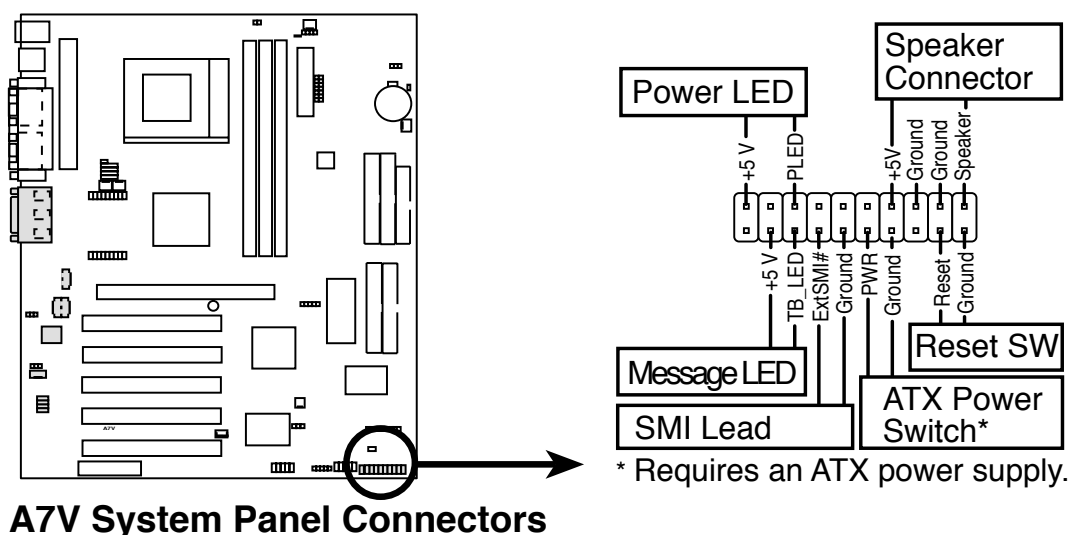 Speaker
Connector
Power LED
+5 V
PLED
+5V
Ground
Ground
Speaker
+5 V
TB_LED
ExtSMI#
Ground
PWR
Ground
Reset
Ground
Reset SW
Message LED
ATX Power
Switch*
SMI Lead
* Requires an ATX power supply.
A7V
A7V System Panel Connectors